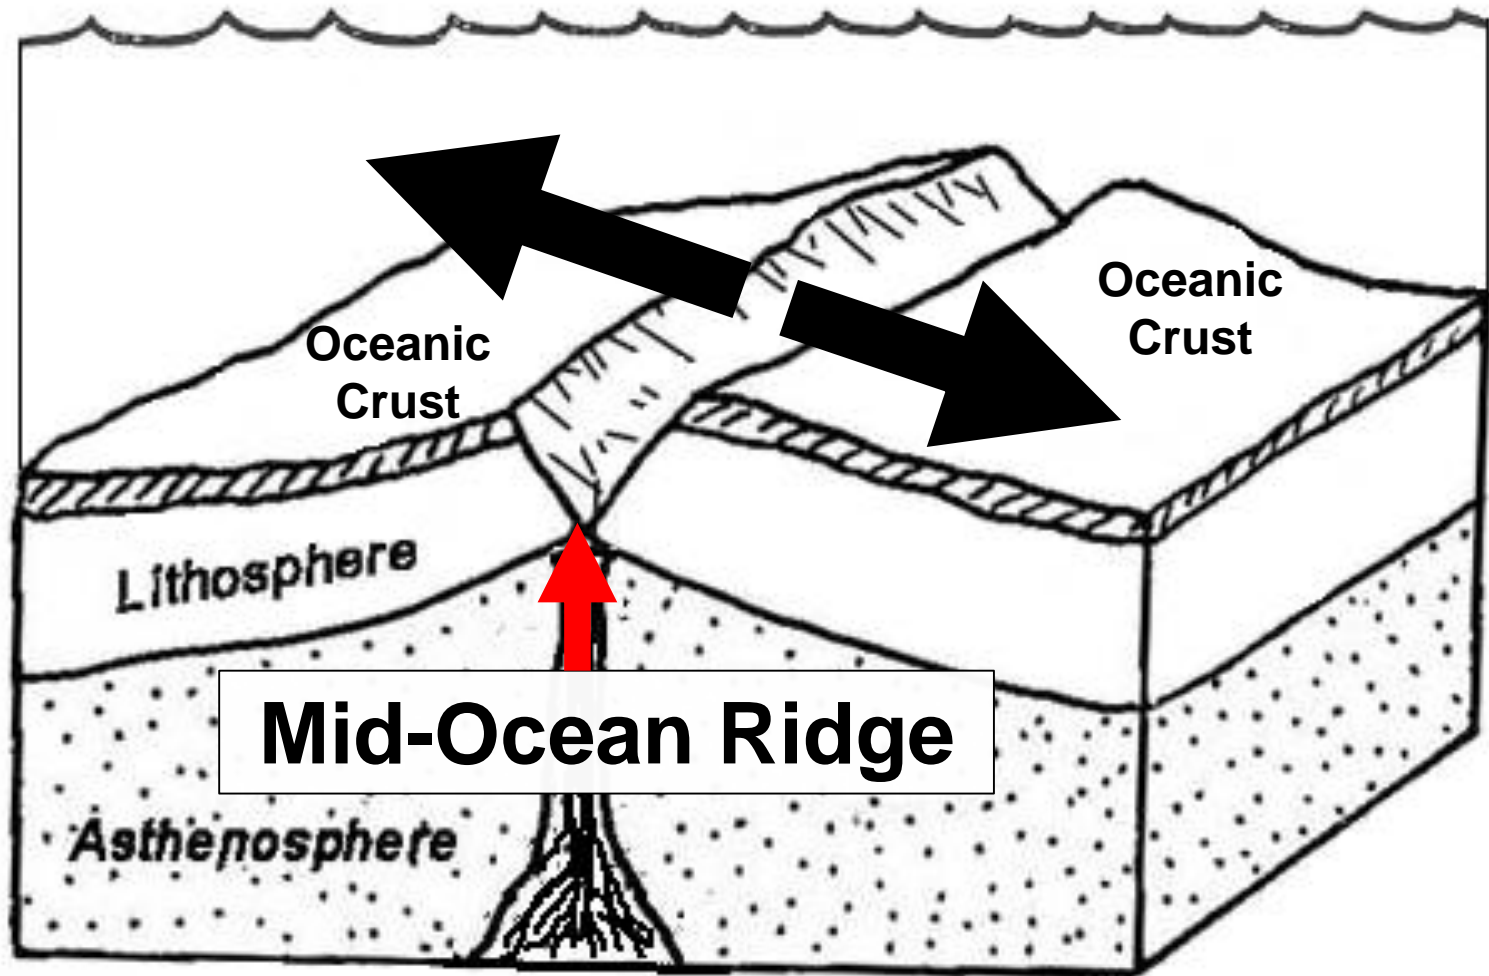 Oceanic
Crust
Oceanic
Crust
Lithosphere
Mid-Ocean Ridge
Asthenosphere